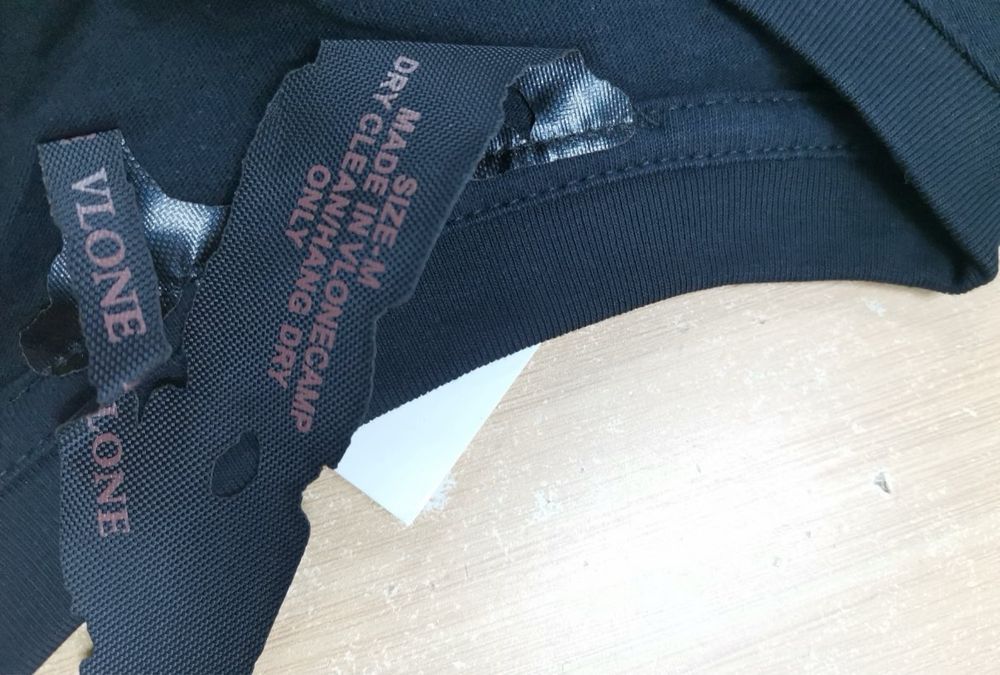 VLONE
VLONE
SIZE M
MADE IN VLONECAMP
DRY CLEAN/HANG DRY
ONLY